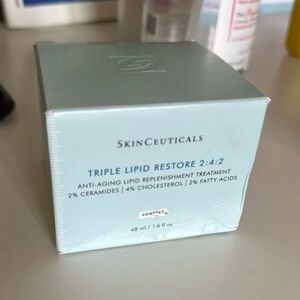 SKINCEUTICALS
TRIPLE LIPID RESTORE 2:4:2
ANTI-AGING LIPID REPLENISHMENT TREATMENT
2% CERAMIDES | 4% CHOLESTEROL | 2% FATTY ACIDS
CORRECT
48 ml / 1.6 fl oz